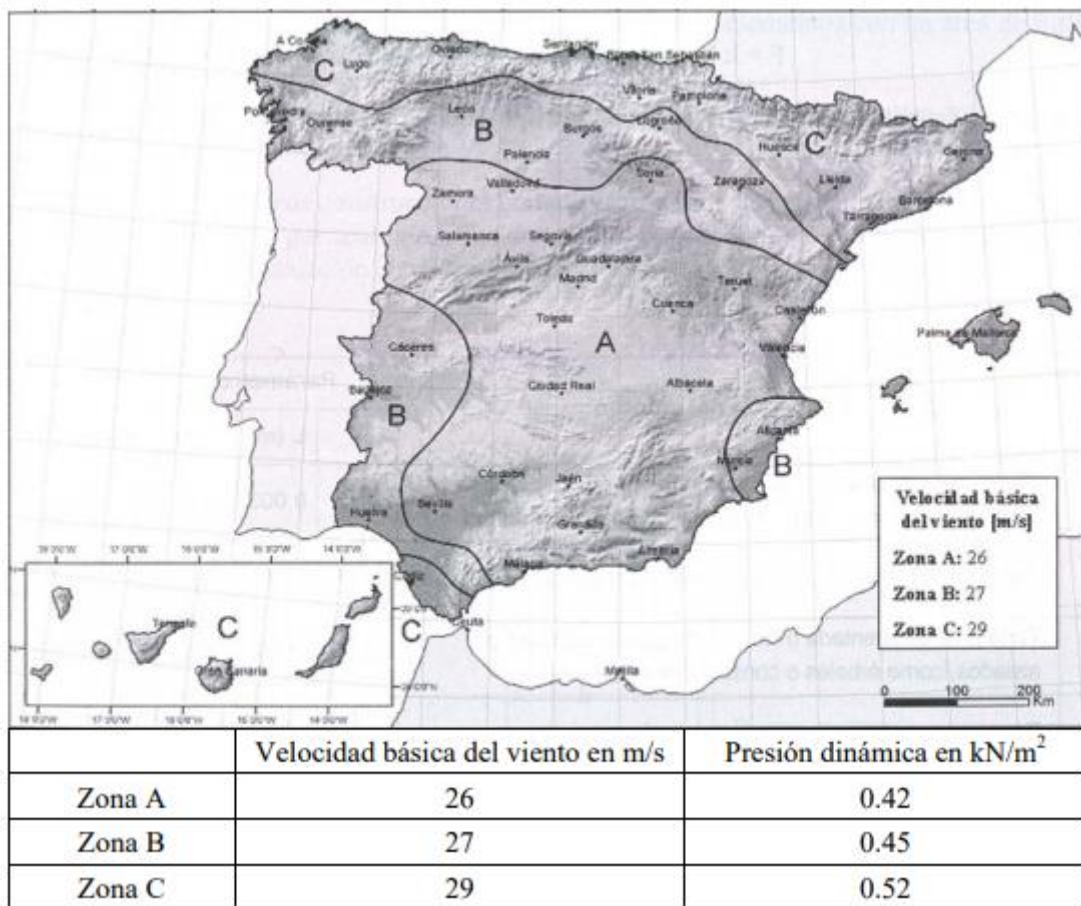 A Coruña
Lugo
C
Oviedo
Santander
San Sebastián
Vitoria
Pamplona
Pontevedra
Ourense
León
B
Burgos
Logroño
Huesca
C
Gerona
Palencia
Zamora
Valladolid
Soria
Zaragoza
Lleida
Barcelona
Tarragona
Salamanca
Segovia
Ávila
Guadalajara
Madrid
Teruel
Cuenca
Castellón
Toledo
A
Palma de Mallorca
Cáceres
Valencia
Badajoz
Ciudad Real
Albacete
B
Alicante
Murcia
B
Córdoba
Jaén
Huelva
Sevilla
Granada
Almería
Málaga
Cádiz
Ceuta
C
Melilla
Tenerife
C
Gran Canaria
Velocidad básica
del viento [m/s]
Zona A: 26
Zona B: 27
Zona C: 29
0 100 200
Km
Velocidad básica del viento en m/s Presión dinámica en kN/m²
Zona A 26 0.42
Zona B 27 0.45
Zona C 29 0.52